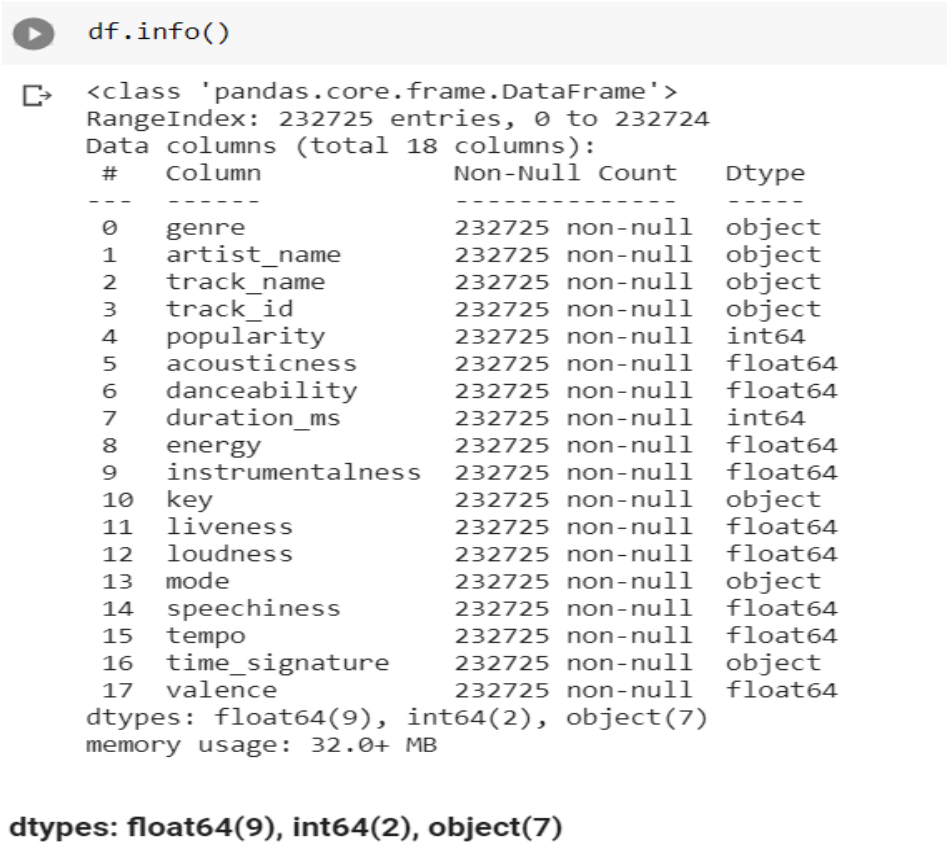 df.info()
<class 'pandas.core.frame.DataFrame'>
RangeIndex: 232725 entries, 0 to 232724
Data columns (total 18 columns):
 #   Column            Non-Null Count   Dtype
---  ------            --------------   -----
 0   genre             232725 non-null  object
 1   artist_name       232725 non-null  object
 2   track_name        232725 non-null  object
 3   track_id          232725 non-null  object
 4   popularity        232725 non-null  int64
 5   acousticness      232725 non-null  float64
 6   danceability      232725 non-null  float64
 7   duration_ms       232725 non-null  int64
 8   energy            232725 non-null  float64
 9   instrumentalness  232725 non-null  float64
 10  key               232725 non-null  object
 11  liveness          232725 non-null  float64
 12  loudness          232725 non-null  float64
 13  mode              232725 non-null  object
 14  speechiness       232725 non-null  float64
 15  tempo             232725 non-null  float64
 16  time_signature    232725 non-null  object
 17  valence           232725 non-null  float64
dtypes: float64(9), int64(2), object(7)
memory usage: 32.0+ MB
dtypes: float64(9), int64(2), object(7)